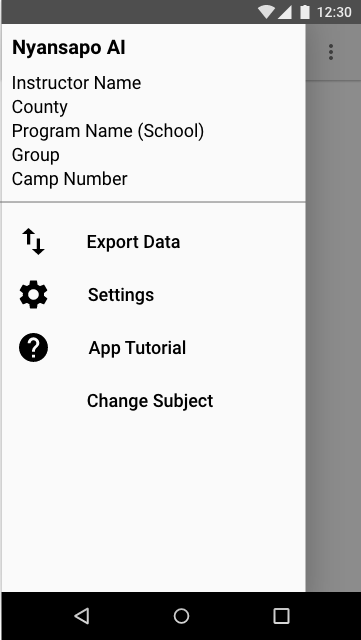 12:30
Nyansapo AI
Instructor Name
County
Program Name (School)
Group
Camp Number
Export Data
Settings
App Tutorial
Change Subject